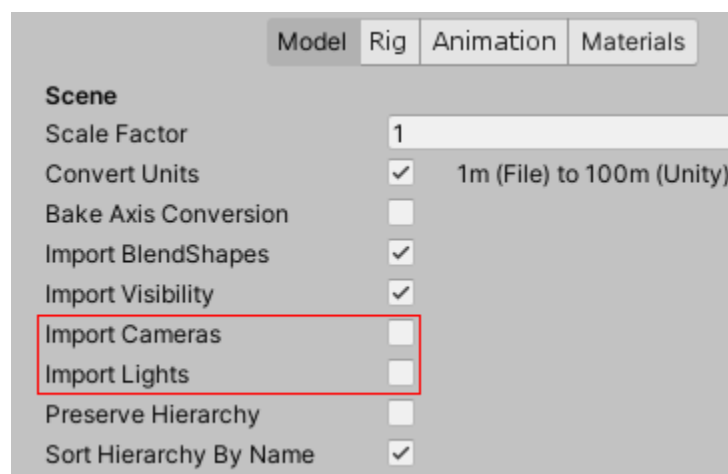 Model Rig Animation Materials
Scene
Scale Factor 1
Convert Units 1m (File) to 100m (Unity)
Bake Axis Conversion
Import BlendShapes
Import Visibility
Import Cameras
Import Lights
Preserve Hierarchy
Sort Hierarchy By Name